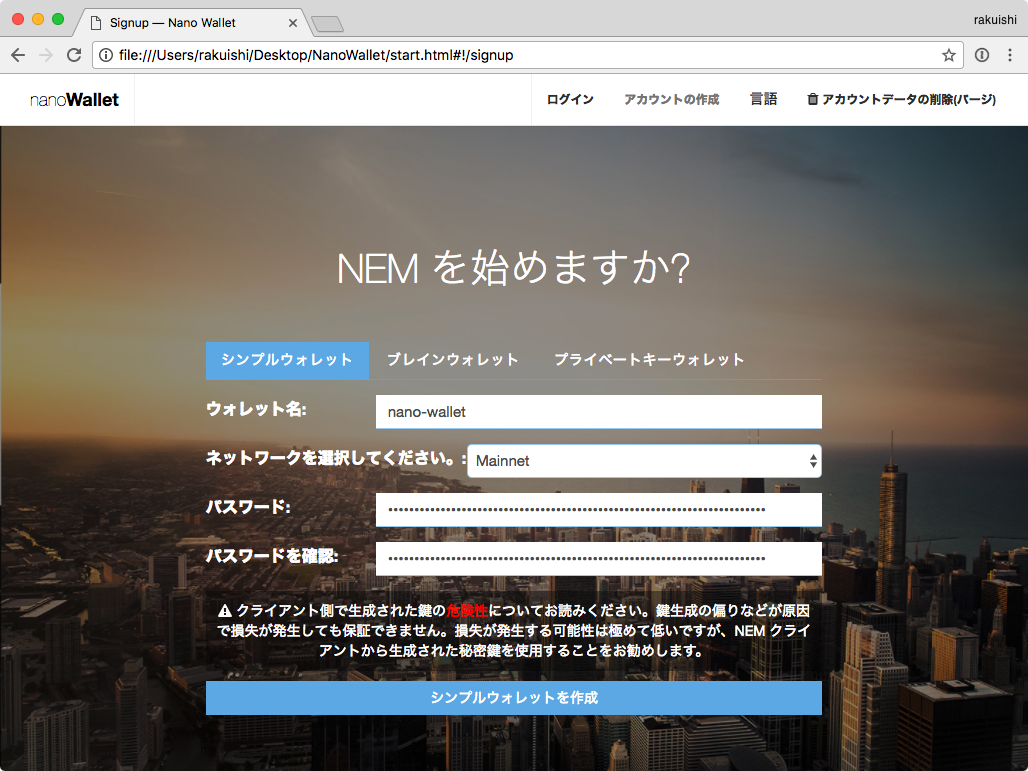 Signup — Nano Wallet
rakuishi
file:///Users/rakuishi/Desktop/NanoWallet/start.html#!/signup
nanoWallet
ログイン
アカウントの作成
言語
アカウントデータの削除(パージ)
NEM を始めますか?
シンプルウォレット
ブレインウォレット
プライベートキーウォレット
ウォレット名:
nano-wallet
ネットワークを選択してください。:
Mainnet
パスワード:
パスワードを確認:
クライアント側で生成された鍵の危険性についてお読みください。鍵生成の偏りなどが原因
で損失が発生しても保証できません。損失が発生する可能性は極めて低いですが、NEM クライ
アントから生成された秘密鍵を使用することをお勧めします。
シンプルウォレットを作成